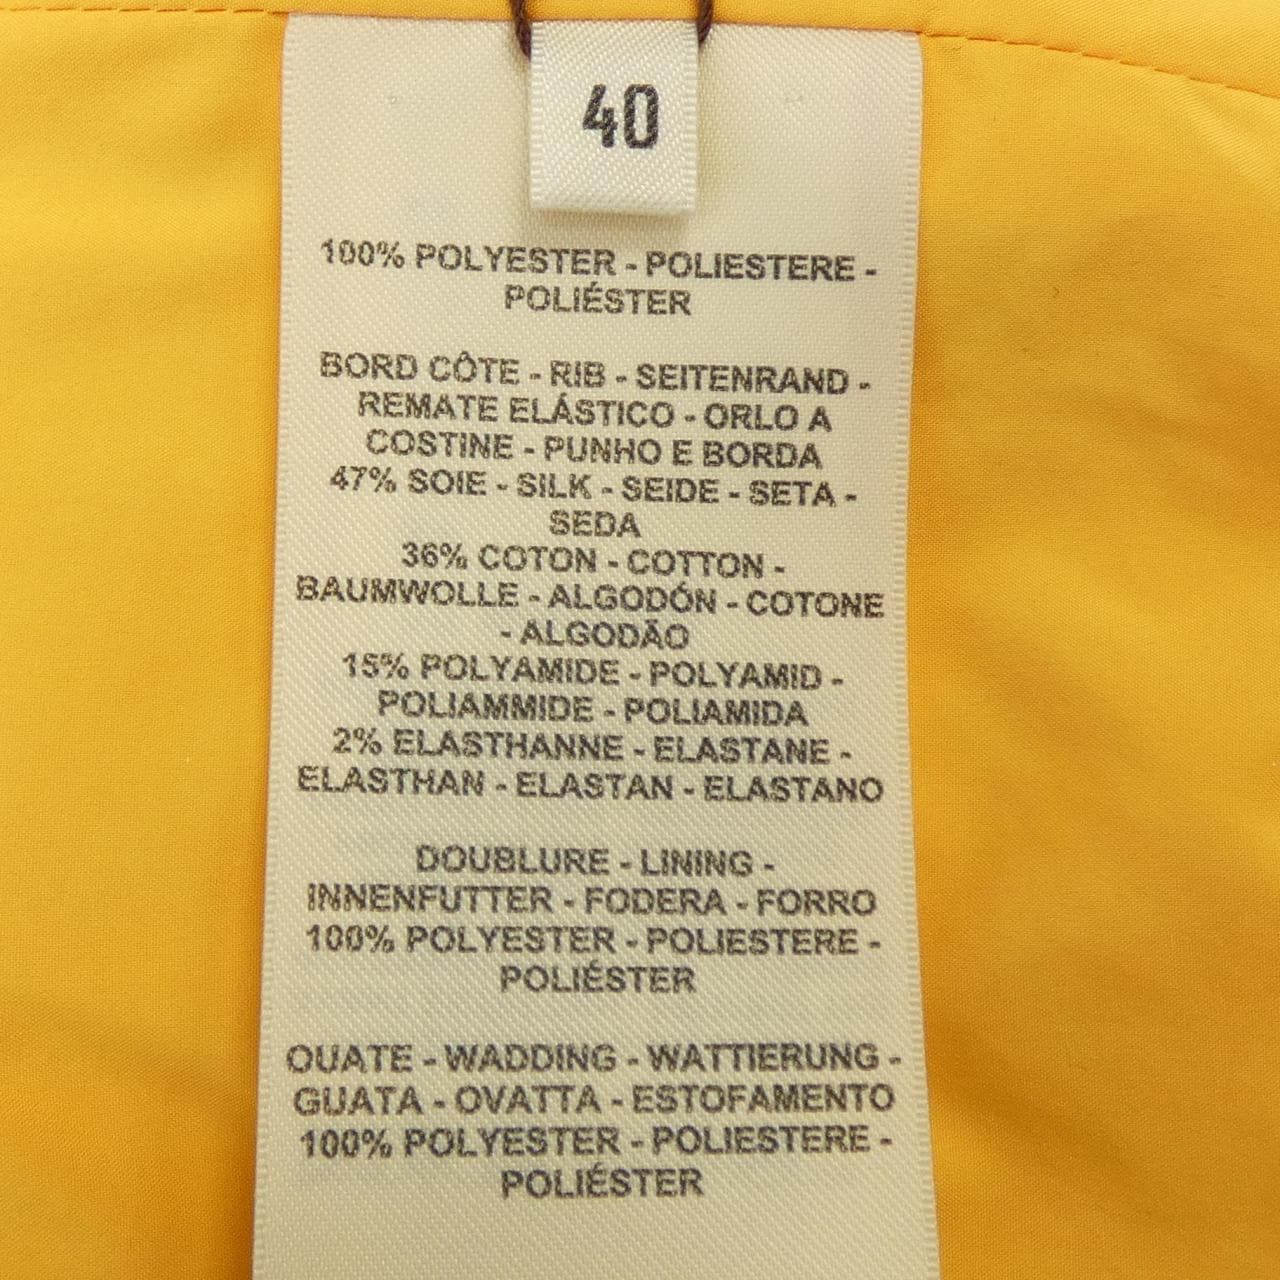 40
100% POLYESTER - POLIESTERE -
POLIÉSTER
BORD CÔTE - RIB - SEITENRAND -
REMATE ELÁSTICO - ORLO A
COSTINE - PUNHO E BORDA
47% SOIE - SILK - SEIDE - SETA -
SEDA
36% COTON - COTTON -
BAUMWOLLE - ALGODÓN - COTONE
- ALGODÃO
15% POLYAMIDE - POLYAMID -
POLIAMMIDE - POLIAMIDA
2% ELASTHANNE - ELASTANE -
ELASTHAN - ELASTAN - ELASTANO
DOUBLURE - LINING -
INNENFUTTER - FODERA - FORRO
100% POLYESTER - POLIESTERE -
POLIÉSTER
OUATE - WADDING - WATTIERUNG -
GUATA - OVATTA - ESTOFAMENTO
100% POLYESTER - POLIESTERE -
POLIÉSTER